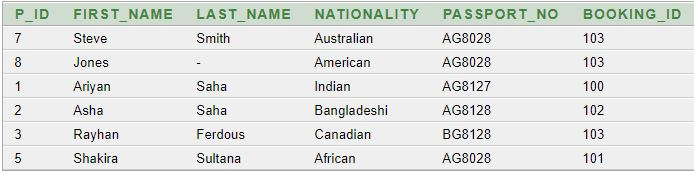 P_ID FIRST_NAME LAST_NAME NATIONALITY PASSPORT_NO BOOKING_ID
7 Steve Smith Australian AG8028 103
8 Jones - American AG8028 103
1 Ariyan Saha Indian AG8127 100
2 Asha Saha Bangladeshi AG8128 102
3 Rayhan Ferdous Canadian BG8128 103
5 Shakira Sultana African AG8028 101